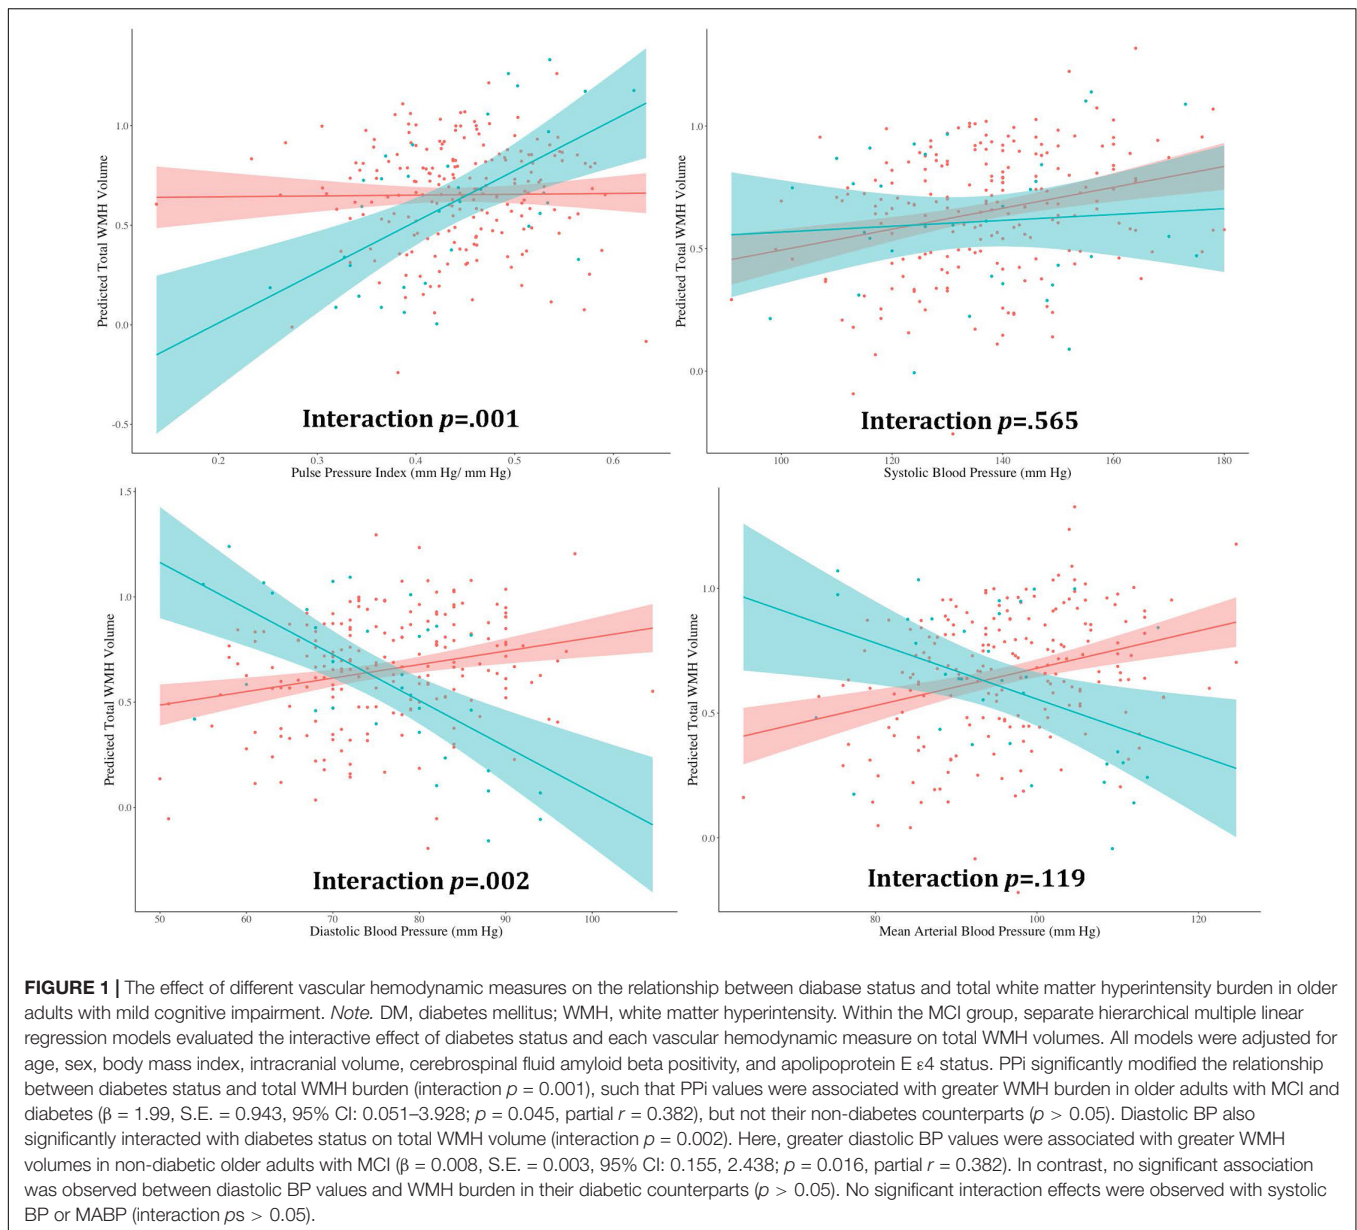 1.0
0.5
0.0
-0.5
Predicted Total WMH Volume
Interaction p=.001
0.2 0.3 0.4 0.5 0.6
Pulse Pressure Index (mm Hg/ mm Hg)
1.0
0.5
0.0
Predicted Total WMH Volume
Interaction p=.565
100 120 140 160 180
Systolic Blood Pressure (mm Hg)
1.5
1.0
0.5
0.0
Predicted Total WMH Volume
Interaction p=.002
50 60 70 80 90 100
Diastolic Blood Pressure (mm Hg)
1.0
0.5
0.0
Predicted Total WMH Volume
Interaction p=.119
80 100 120
Mean Arterial Blood Pressure (mm Hg)
FIGURE 1 | The effect of different vascular hemodynamic measures on the relationship between diabase status and total white matter hyperintensity burden in older
adults with mild cognitive impairment. Note. DM, diabetes mellitus; WMH, white matter hyperintensity. Within the MCI group, separate hierarchical multiple linear
regression models evaluated the interactive effect of diabetes status and each vascular hemodynamic measure on total WMH volumes. All models were adjusted for
age, sex, body mass index, intracranial volume, cerebrospinal fluid amyloid beta positivity, and apolipoprotein E ε4 status. PPi significantly modified the relationship
between diabetes status and total WMH burden (interaction p = 0.001), such that PPi values were associated with greater WMH burden in older adults with MCI and
diabetes (β = 1.99, S.E. = 0.943, 95% CI: 0.051–3.928; p = 0.045, partial r = 0.382), but not their non-diabetes counterparts (p > 0.05). Diastolic BP also
significantly interacted with diabetes status on total WMH volume (interaction p = 0.002). Here, greater diastolic BP values were associated with greater WMH
volumes in non-diabetic older adults with MCI (β = 0.008, S.E. = 0.003, 95% CI: 0.155, 2.438; p = 0.016, partial r = 0.382). In contrast, no significant association
was observed between diastolic BP values and WMH burden in their diabetic counterparts (p > 0.05). No significant interaction effects were observed with systolic
BP or MABP (interaction ps > 0.05).